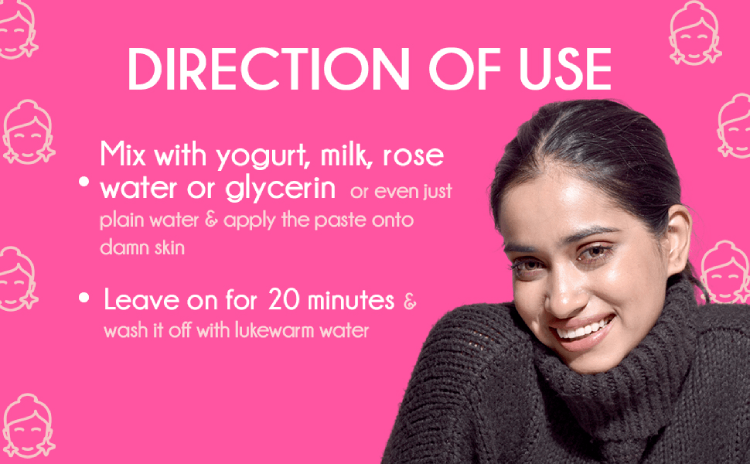 DIRECTION OF USE
• Mix with yogurt, milk, rose
water or glycerin or even just
plain water & apply the paste onto
damn skin
• Leave on for 20 minutes &
wash it off with lukewarm water